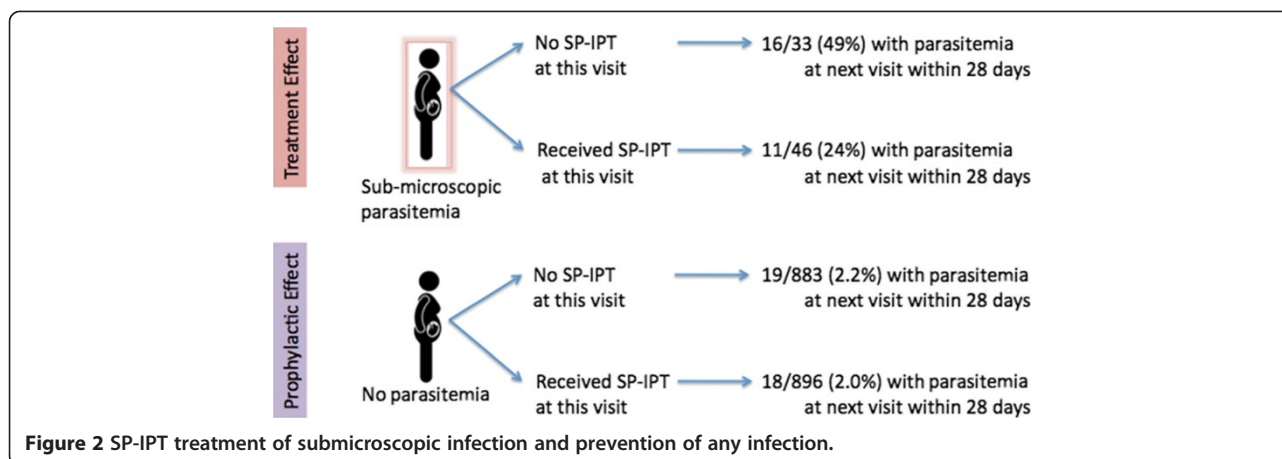 Treatment Effect
No SP-IPT
at this visit
16/33 (49%) with parasitemia
at next visit within 28 days
Received SP-IPT
at this visit
11/46 (24%) with parasitemia
at next visit within 28 days
Sub-microscopic
parasitemia
Prophylactic Effect
No SP-IPT
at this visit
19/883 (2.2%) with parasitemia
at next visit within 28 days
No parasitemia
Received SP-IPT
at this visit
18/896 (2.0%) with parasitemia
at next visit within 28 days
Figure 2 SP-IPT treatment of submicroscopic infection and prevention of any infection.